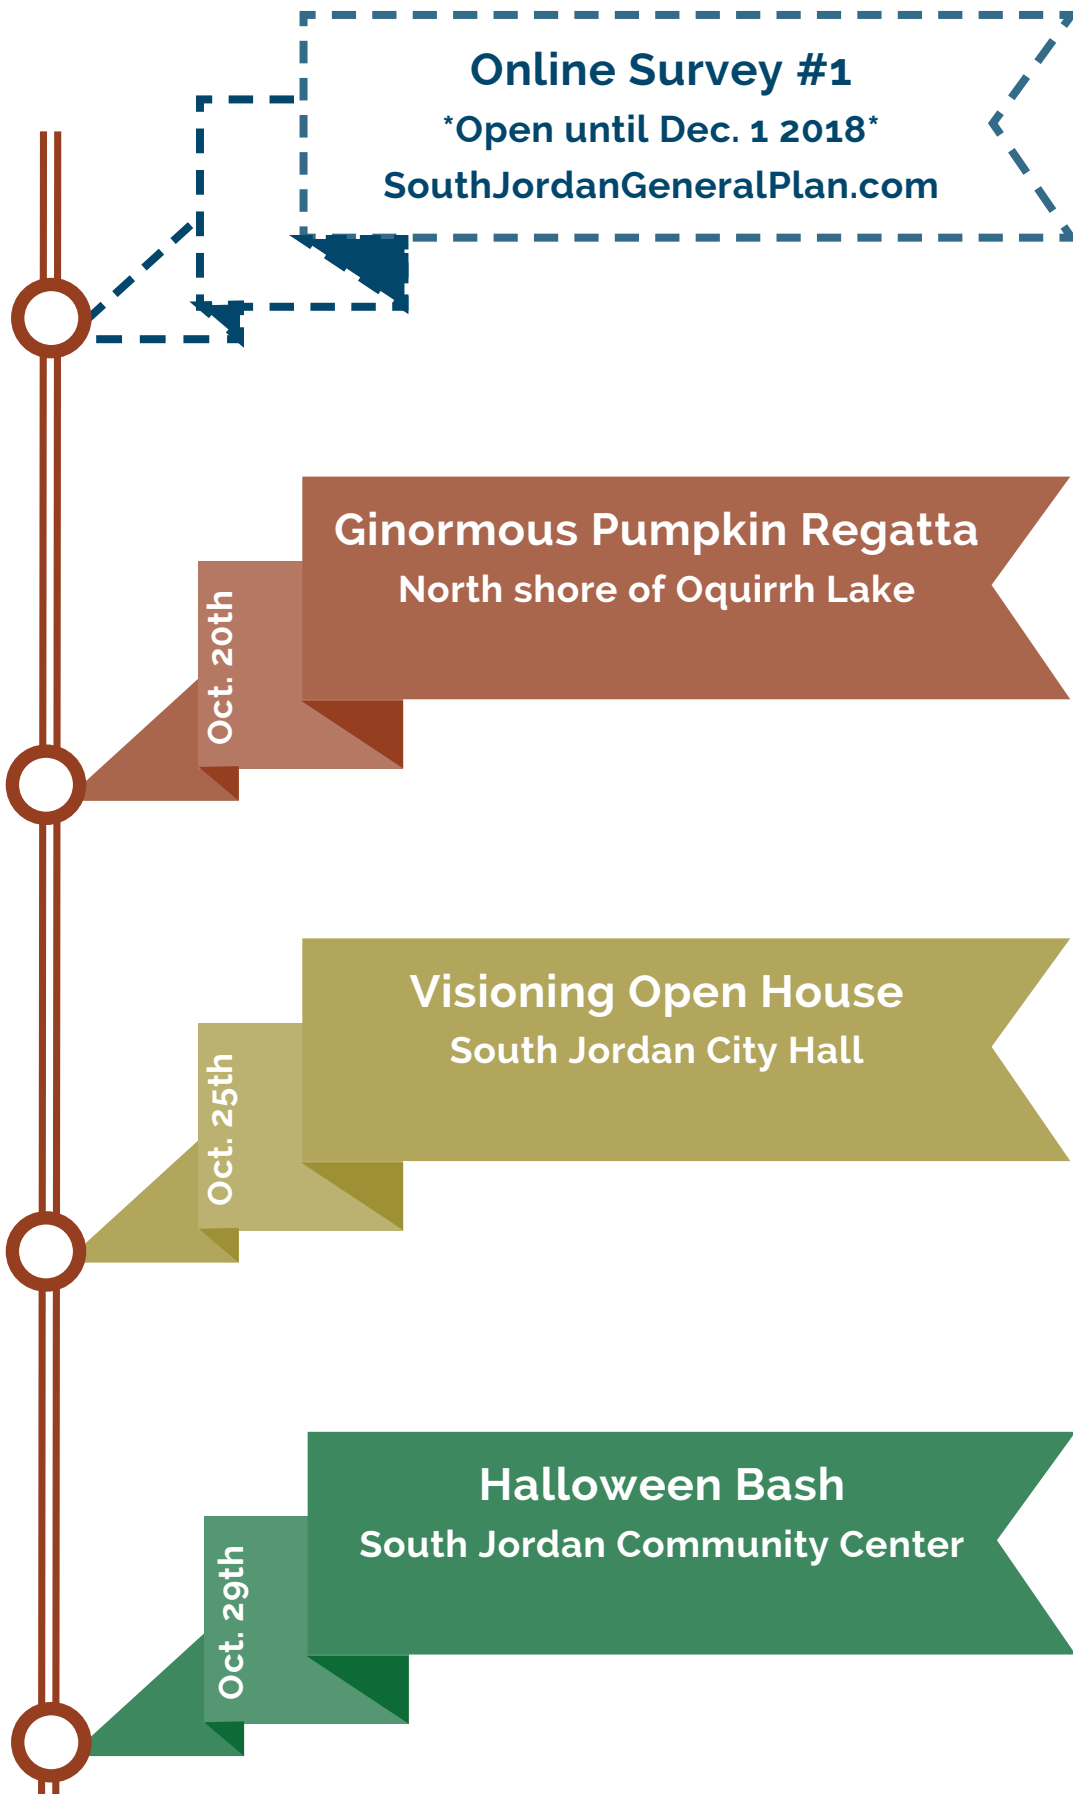 Online Survey #1
*Open until Dec. 1 2018*
SouthJordanGeneralPlan.com
Ginormous Pumpkin Regatta
North shore of Oquirrh Lake
Oct. 20th
Visioning Open House
South Jordan City Hall
Oct. 25th
Halloween Bash
South Jordan Community Center
Oct. 29th